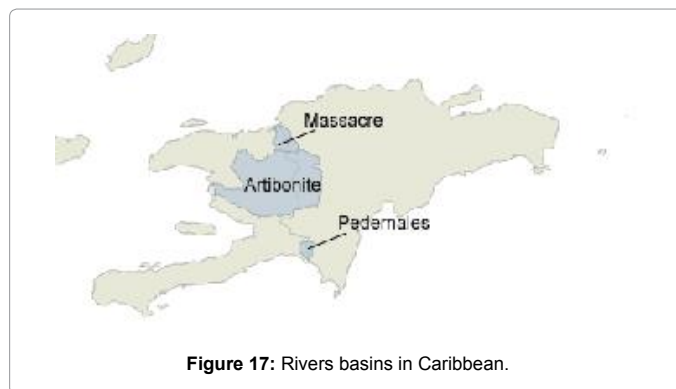 Massacre
Artibonite
Pedernales
Figure 17: Rivers basins in Caribbean.